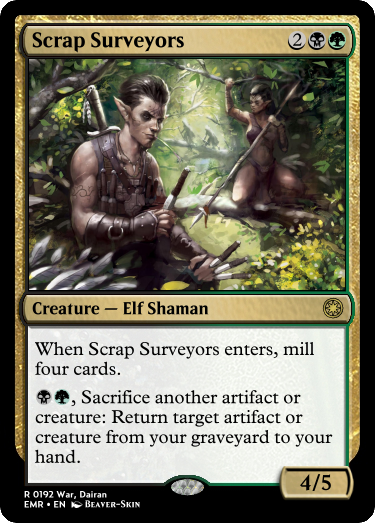 Scrap Surveyors 2
Creature — Elf Shaman
When Scrap Surveyors enters, mill
four cards.
, Sacrifice another artifact or
creature: Return target artifact or
creature from your graveyard to your
hand.
4/5
R 0192 War, Dairan
EMR • EN Beaver-Skin